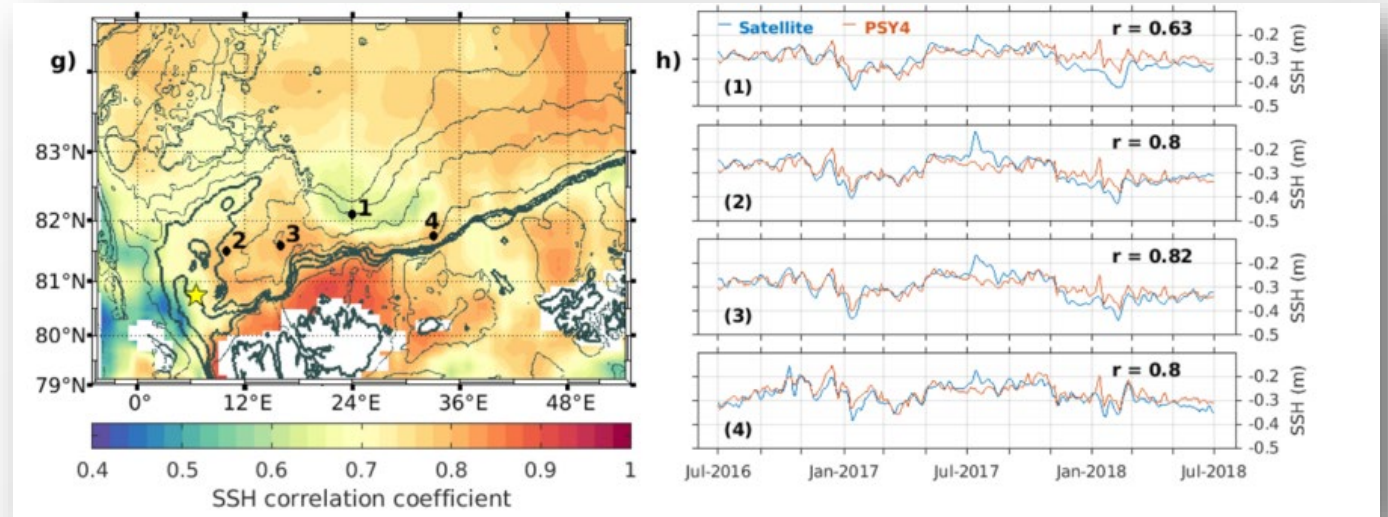 g)
83°N
82°N
81°N
80°N
79°N
1
2
3
4
0°
12°E
24°E
36°E
48°E
0.4
0.5
0.6
0.7
0.8
0.9
1
SSH correlation coefficient
h)
Satellite
PSY4
r = 0.63
(1)
-0.2
-0.3
-0.4
-0.5
SSH (m)
r = 0.8
(2)
-0.2
-0.3
-0.4
-0.5
SSH (m)
r = 0.82
(3)
-0.2
-0.3
-0.4
-0.5
SSH (m)
r = 0.8
(4)
-0.2
-0.3
-0.4
-0.5
SSH (m)
Jul-2016
Jan-2017
Jul-2017
Jan-2018
Jul-2018